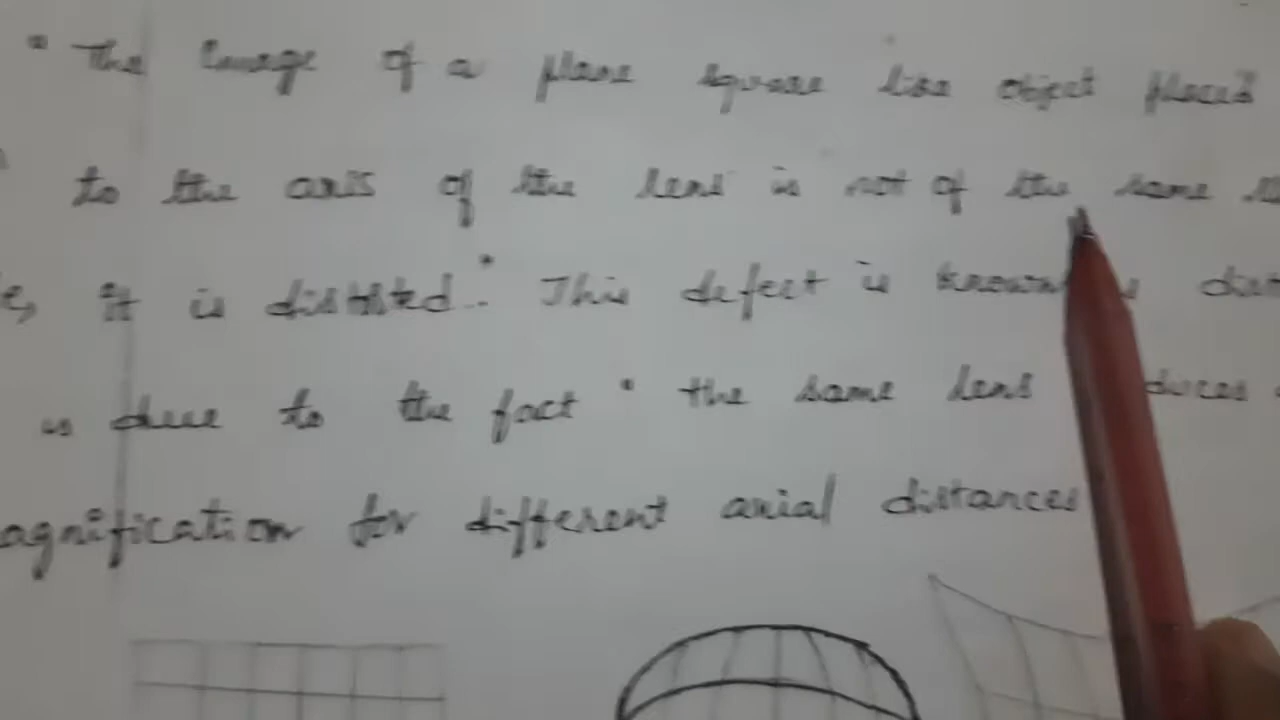 "The Image of a plane square like object placed
to the axis of the lens is not of the same
it is distorted." This defect is known
is due to the fact " the same lens
agnification for different axial distances